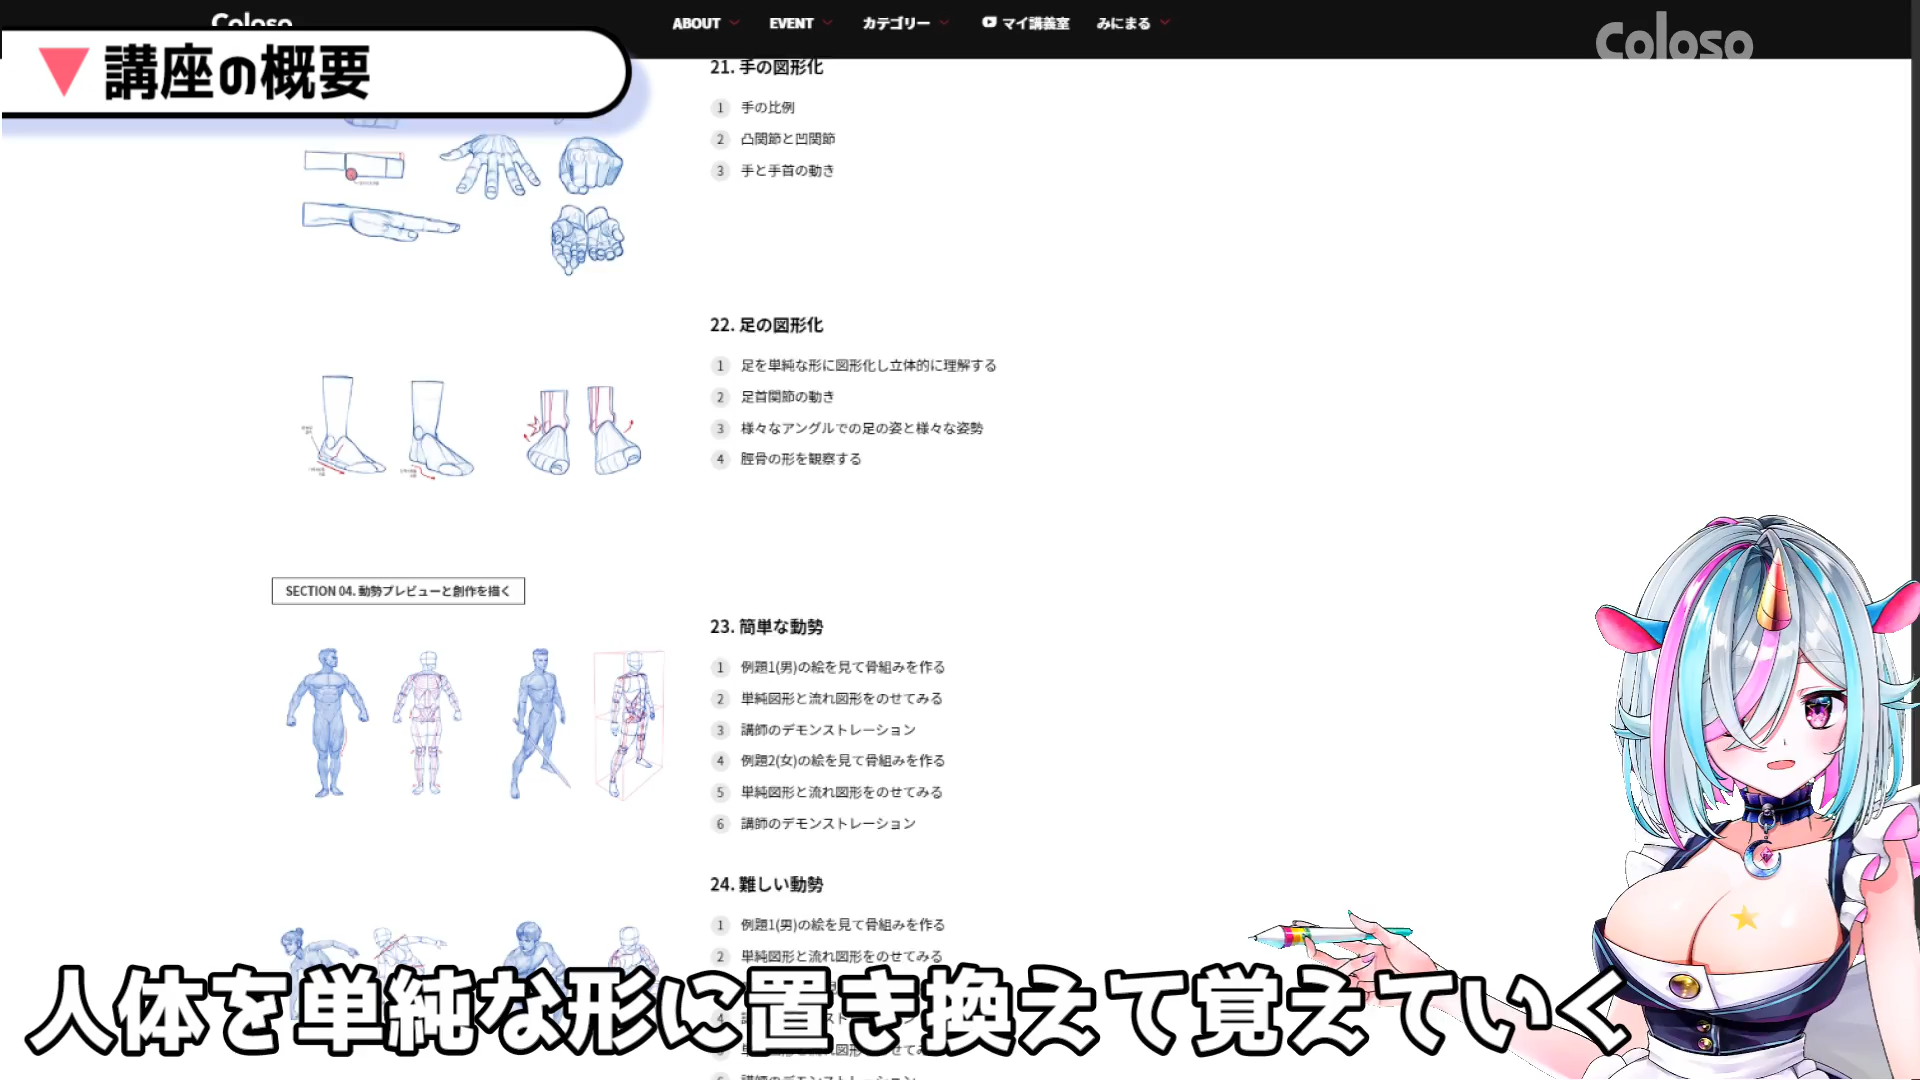 Coloso
ABOUT
EVENT
カテゴリー
マイ講義室
みにまる
Coloso
▼講座の概要
21. 手の図形化
1 手の比例
2 凸関節と凹関節
3 手と手首の動き
22. 足の図形化
1 足を単純な形に図形化し立体的に理解する
2 足首関節の動き
3 様々なアングルでの足の姿と様々な姿勢
4 脛骨の形を観察する
SECTION 04. 動勢プレビューと創作を描く
23. 簡単な動勢
1 例題1(男)の絵を見て骨組みを作る
2 単純図形と流れ図形をのせてみる
3 講師のデモンストレーション
4 例題2(女)の絵を見て骨組みを作る
5 単純図形と流れ図形をのせてみる
6 講師のデモンストレーション
24. 難しい動勢
1 例題1(男)の絵を見て骨組みを作る
2 単純図形と流れ図形をのせてみる
人体を単純な形に置き換えて覚えていく